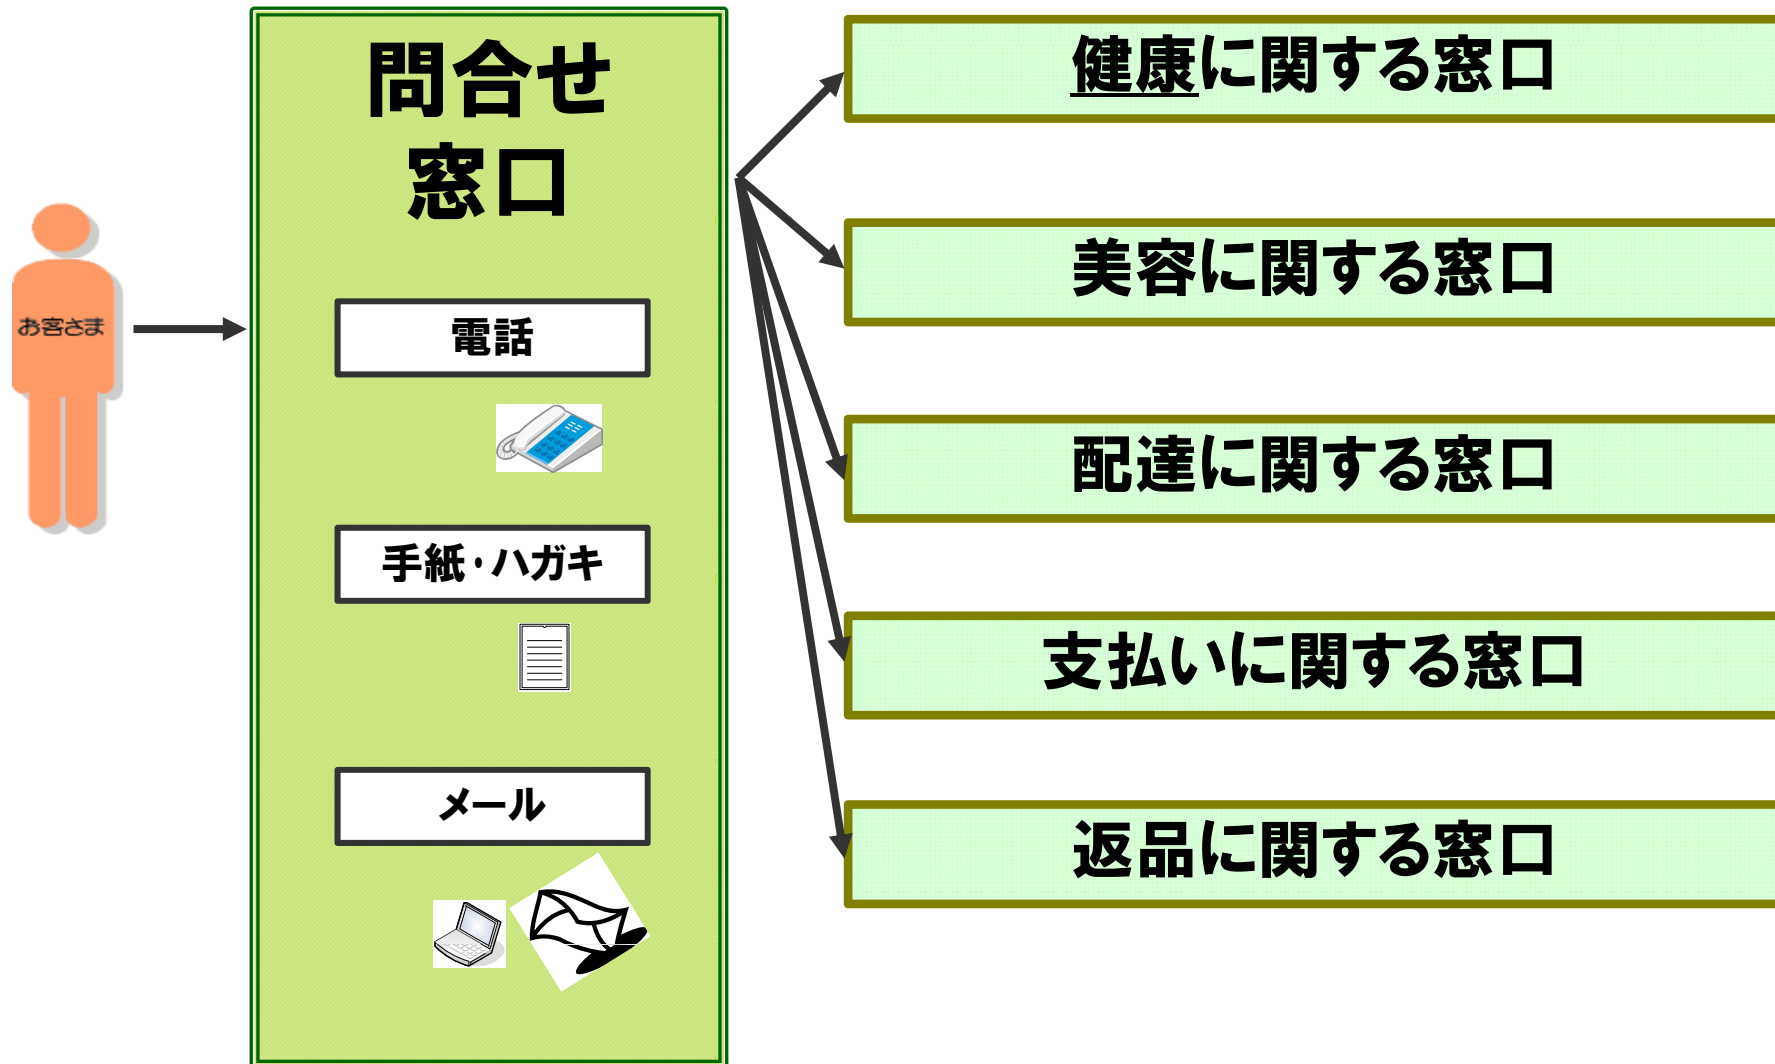 お客さま
問合せ
窓口
電話
手紙・ハガキ
メール
健康に関する窓口
美容に関する窓口
配達に関する窓口
支払いに関する窓口
返品に関する窓口